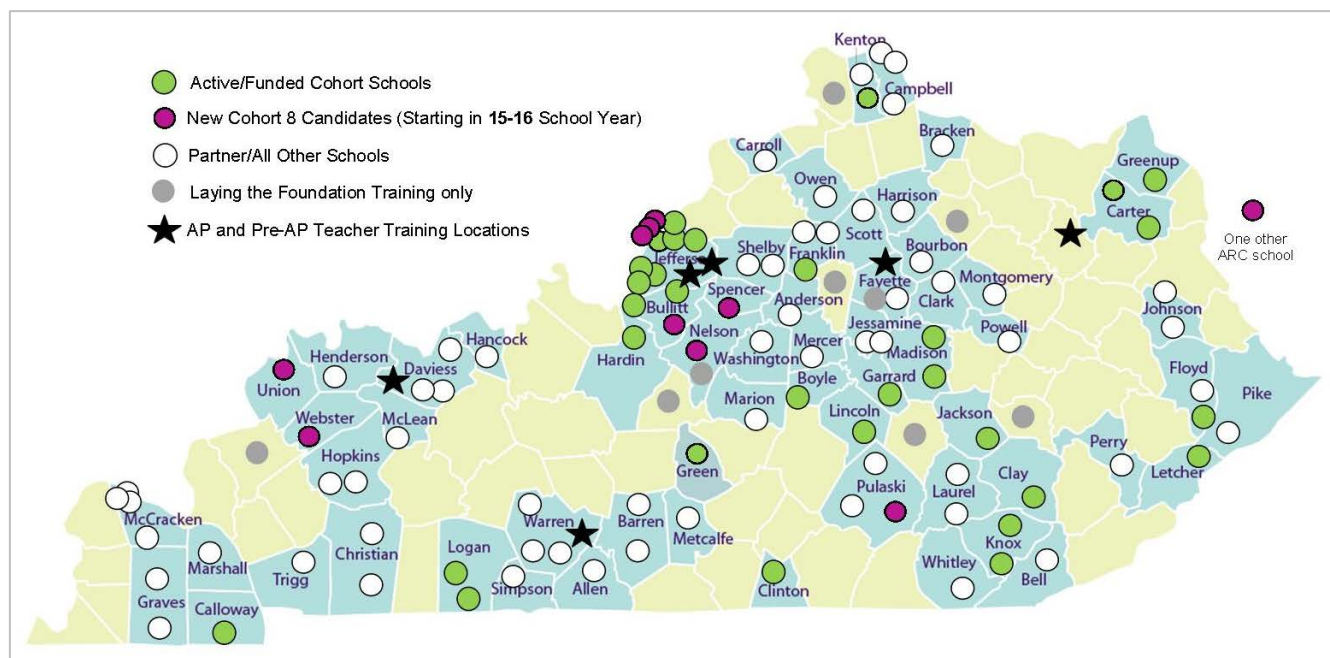 Active/Funded Cohort Schools
New Cohort 8 Candidates (Starting in 15-16 School Year)
Partner/All Other Schools
Laying the Foundation Training only
AP and Pre-AP Teacher Training Locations
Kenton
Campbell
Bracken
Carroll
Greenup
Owen
Harrison
Carter
One other
ARC school
Scott
Shelby
Bourbon
Jefferson
Franklin
Fayette
Montgomery
Spencer
Anderson
Clark
Bullitt
Johnson
Nelson
Mercer
Jessamine
Powell
Hancock
Washington
Madison
Henderson
Daviess
Hardin
Floyd
Union
Boyle
Garrard
Pike
Webster
McLean
Marion
Lincoln
Jackson
Perry
Hopkins
Green
Clay
Letcher
Pulaski
Laurel
McCracken
Warren
Barren
Metcalfe
Knox
Christian
Logan
Marshall
Whitley
Bell
Trigg
Simpson
Allen
Clinton
Graves
Calloway